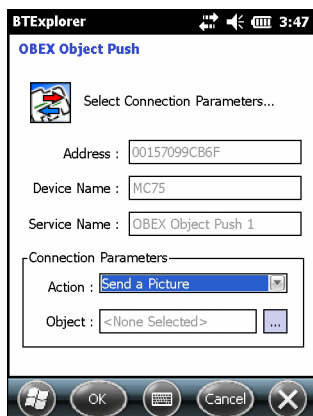 BTExplorer 3:47
OBEX Object Push
Select Connection Parameters...
Address : 00157099CB6F
Device Name : MC75
Service Name : OBEX Object Push 1
Connection Parameters
Action : Send a Picture
Object : <None Selected> ...
OK Cancel